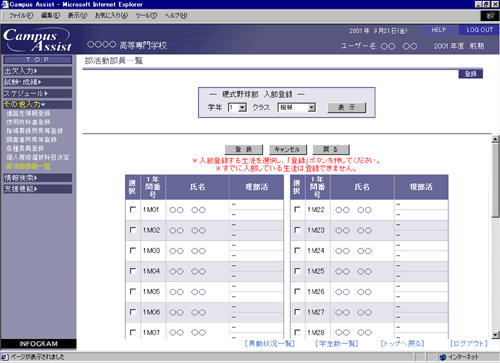 Campus Assist - Microsoft Internet Explorer
ファイル(F) 編集(E) 表示(V) お気に入り(A) ツール(T) ヘルプ(H)
Campus Assist
2001年 9月21日(金) HELP LOG OUT
○○○○ 高等専門学校 ユーザー名 ○○ ○○ 2001 年度 前期
TOP
出欠入力
試験・成績
スケジュール
その他入力
進路先情報登録
使用教科書登録
指導要録所見等登録
調査書所見等登録
各種委員登録
個人履修選択科目決定
部活動部員一覧
情報検索
支援機能
INFOGRAM
部活動部員一覧
登録
― 硬式野球部 入部登録 ―
学年 1 クラス 機械 表 示
登 録 キャンセル 戻 る
＊入部登録する生徒を選択し、「登録」ボタンを押してください。
＊すでに入部している生徒は登録できません。
選択 1年 間番号 氏名 現部活 選択 1年 間番号 氏名 現部活
1M01 ○○ ○○ － － 1M22 ○○ ○○ － －
1M02 ○○ ○○ － － 1M23 ○○ ○○ － －
1M03 ○○ ○○ － － 1M24 ○○ ○○ － －
1M04 ○○ ○○ － － 1M25 ○○ ○○ － －
1M05 ○○ ○○ － － 1M26 ○○ ○○ － －
1M06 ○○ ○○ － － 1M27 ○○ ○○ － －
1M07 ○○ ○○ － － 1M28 ○○ ○○ － －
[異動状況一覧] [学生数一覧] [トップへ戻る] [ログアウト]
ページが表示されました インターネット